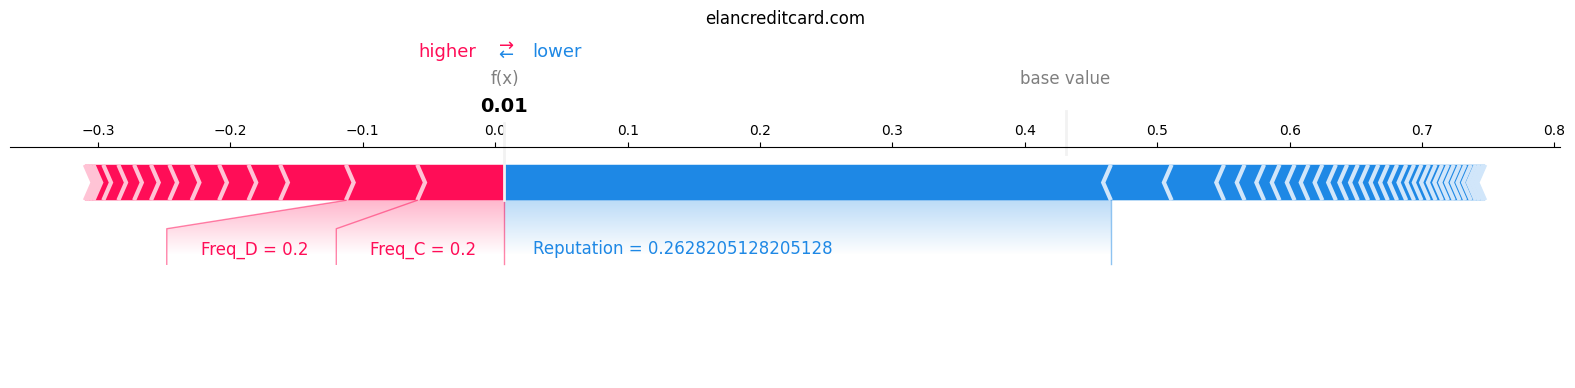 elancreditcard.com
higher ⇄ lower
f(x) base value
0.01
−0.3 −0.2 −0.1 0.0 0.1 0.2 0.3 0.4 0.5 0.6 0.7 0.8
Freq_D = 0.2 Freq_C = 0.2 Reputation = 0.2628205128205128